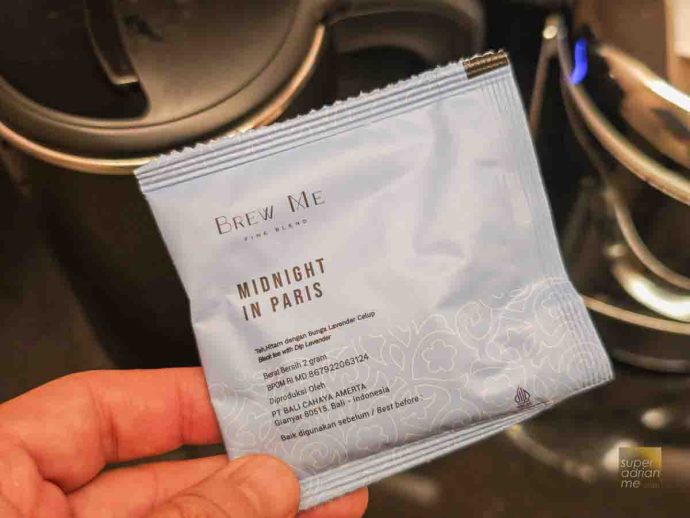 BREW ME
FINE BLEND
MIDNIGHT
IN PARIS
Teh Hitam dengan Bunga Lavender Celup
Black tea with Dip Lavender
Berat Bersih 2 gram
BPOM RI MD 867922063124
Diproduksi Oleh
PT BALI CAHAYA AMERTA
Gianyar 80515, Bali - Indonesia
Baik digunakan sebelum / Best before
super
adrian
me .com